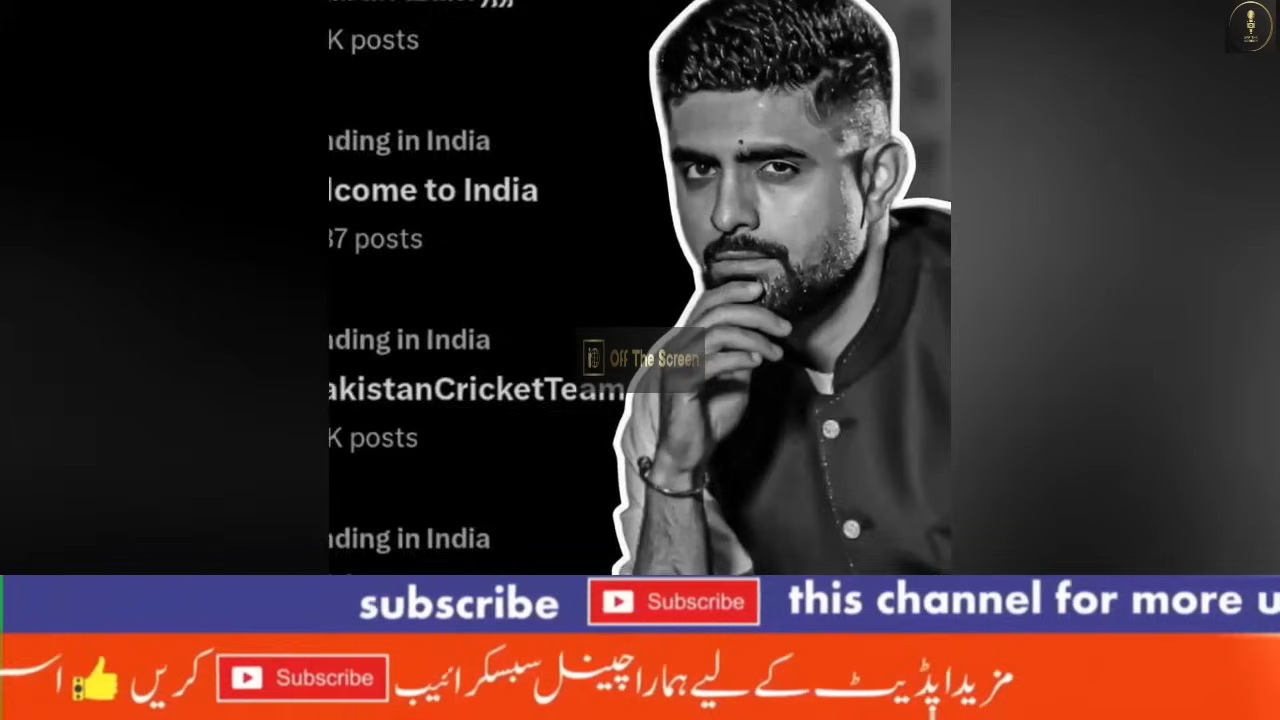 K posts
nding in India
lcome to India
37 posts
nding in India
akistanCricketTeam
K posts
nding in India
Off The Screen
subscribe Subscribe this channel for more u
مزید اپڈیٹ کے لیے ہمارا چینل سبسکرائیب Subscribe کریں